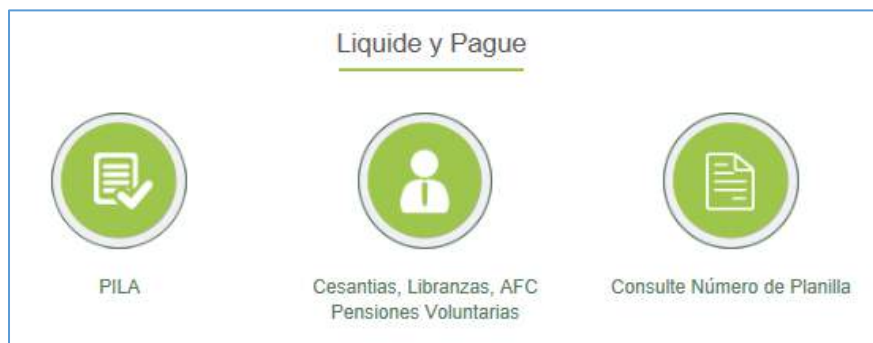 Liquide y Pague
PILA
Cesantias, Libranzas, AFC
Pensiones Voluntarias
Consulte Número de Planilla